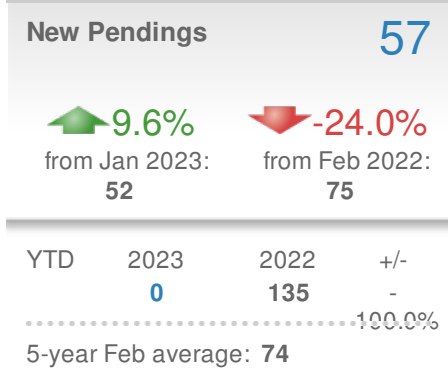 New Pendings 57
9.6% -24.0%
from Jan 2023: from Feb 2022:
52 75
YTD 2023 2022 +/-
0 135 -
100.0%
5-year Feb average: 74